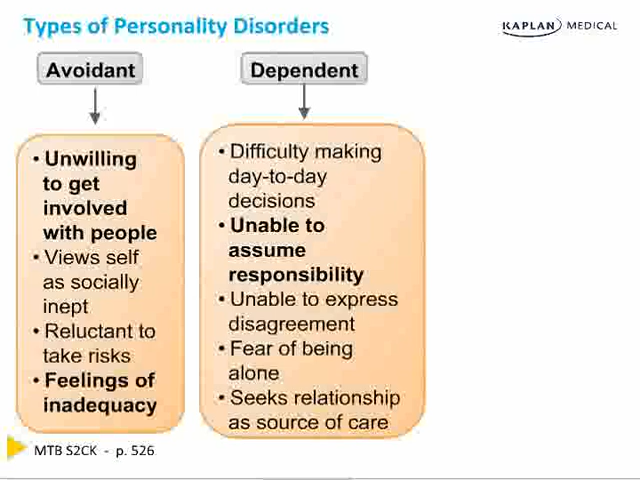 Types of Personality Disorders
KAPLAN MEDICAL
Avoidant
• Unwilling
to get
involved
with people
• Views self
as socially
inept
• Reluctant to
take risks
• Feelings of
inadequacy
Dependent
• Difficulty making
day-to-day
decisions
• Unable to
assume
responsibility
• Unable to express
disagreement
• Fear of being
alone
• Seeks relationship
as source of care
MTB S2CK - p. 526